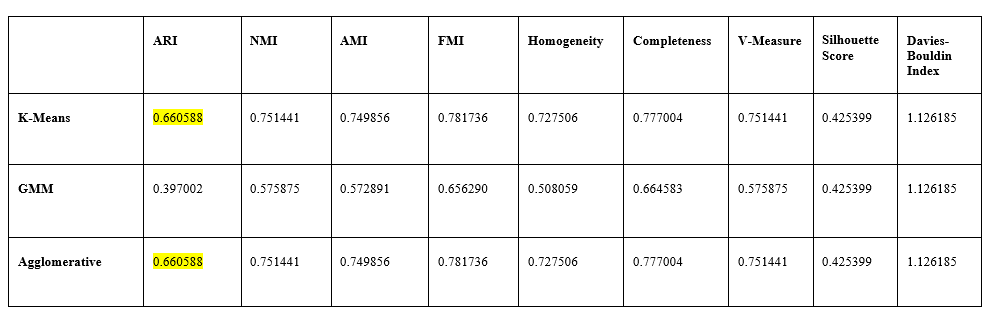 ARI NMI AMI FMI Homogeneity Completeness V-Measure Silhouette Score Davies-Bouldin Index
K-Means 0.660588 0.751441 0.749856 0.781736 0.727506 0.777004 0.751441 0.425399 1.126185
GMM 0.397002 0.575875 0.572891 0.656290 0.508059 0.664583 0.575875 0.425399 1.126185
Agglomerative 0.660588 0.751441 0.749856 0.781736 0.727506 0.777004 0.751441 0.425399 1.126185